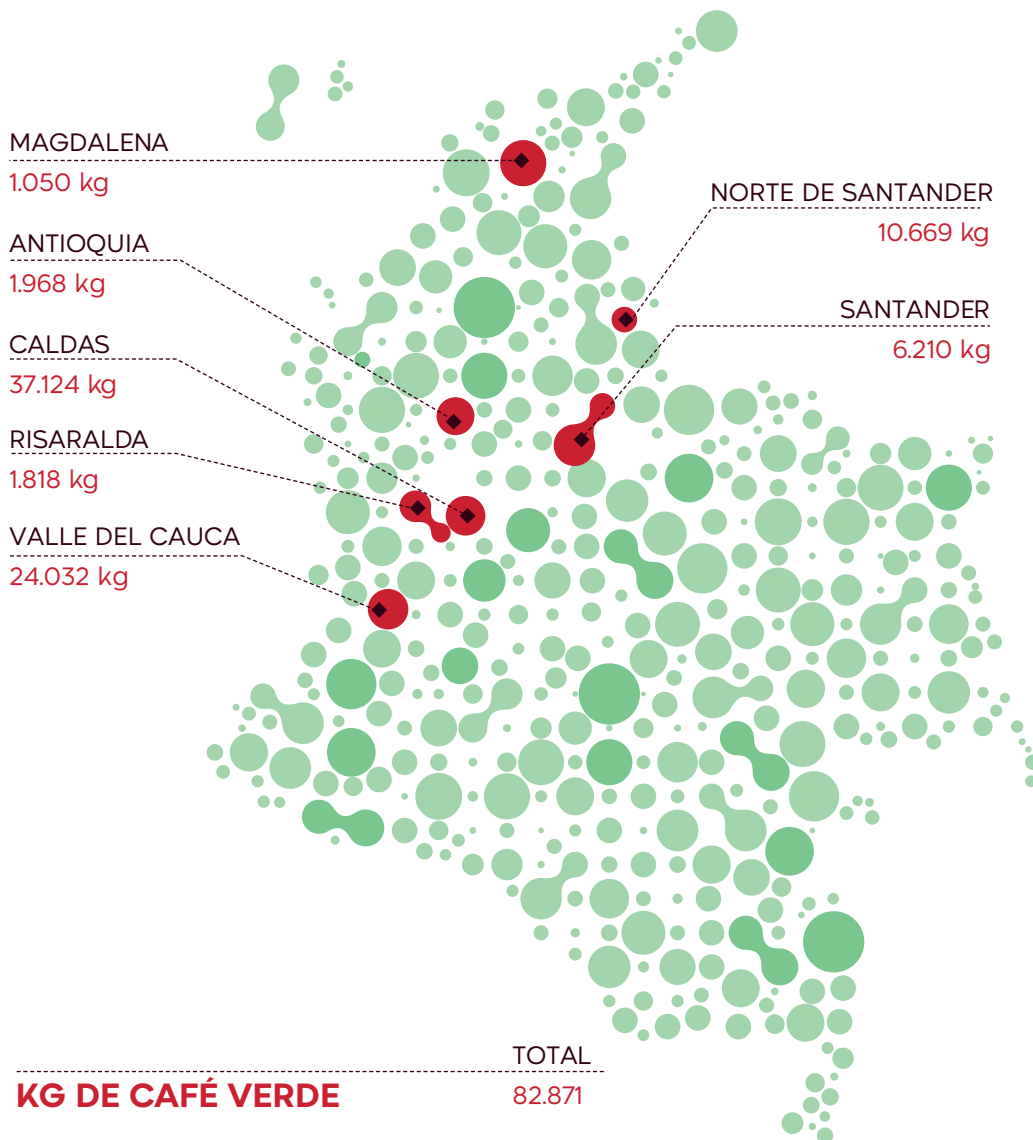 MAGDALENA
1.050 kg
ANTIOQUIA
1.968 kg
CALDAS
37.124 kg
RISARALDA
1.818 kg
VALLE DEL CAUCA
24.032 kg
NORTE DE SANTANDER
10.669 kg
SANTANDER
6.210 kg
KG DE CAFÉ VERDE
TOTAL
82.871